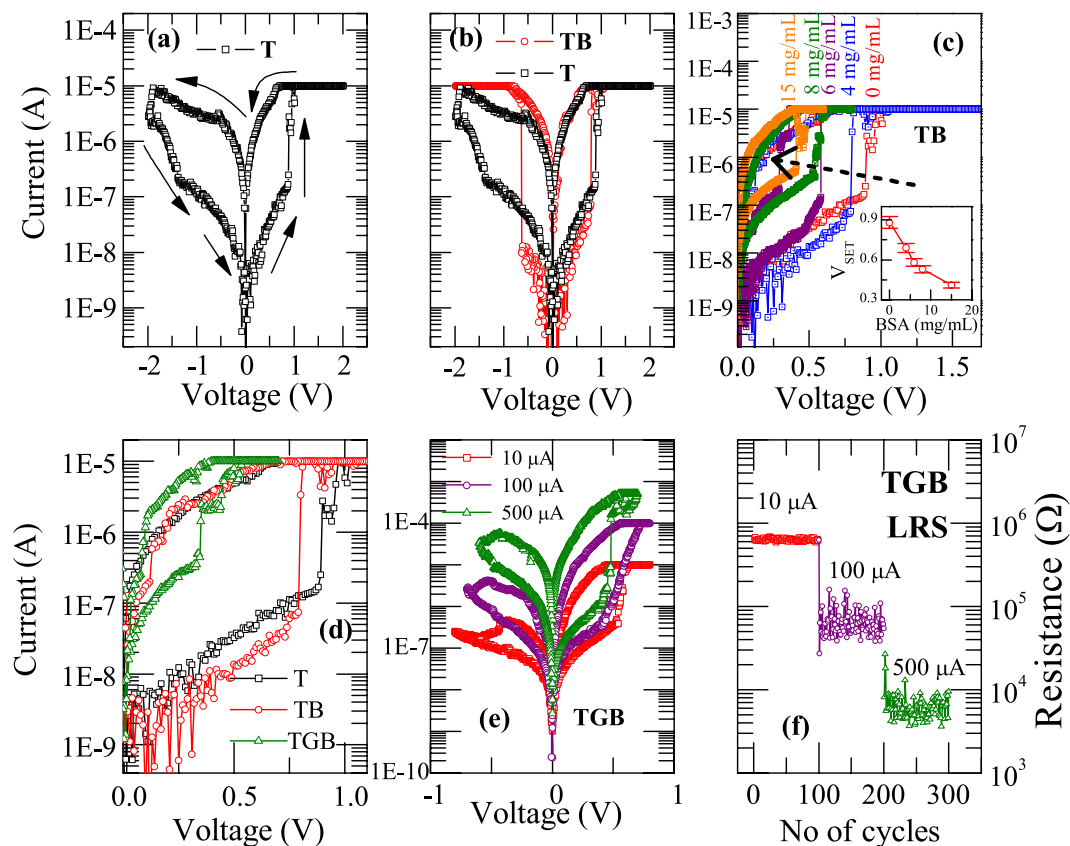 (a)
T
Current (A)
1E-3
1E-4
1E-5
1E-6
1E-7
1E-8
1E-9
-2 -1 0 1 2
Voltage (V)
(b)
TB
T
-2 -1 0 1 2
Voltage (V)
1E-3
1E-4
1E-5
1E-6
1E-7
1E-8
1E-9
15 mg/mL
8 mg/mL
6 mg/mL
4 mg/mL
0 mg/mL
(c)
TB
0.9
0.6
0.3
V_SET
0 10 20
BSA (mg/mL)
0.0 0.5 1.0 1.5
Voltage (V)
Current (A)
1E-5
1E-6
1E-7
1E-8
1E-9
(d)
T
TB
TGB
0.0 0.5 1.0
Voltage (V)
10 μA
100 μA
500 μA
1E-4
1E-7
1E-10
(e)
TGB
-1 0 1
Voltage (V)
TGB
LRS
10 μA
100 μA
500 μA
(f)
10^7
10^6
10^5
10^4
10^3
Resistance (Ω)
0 100 200 300
No of cycles